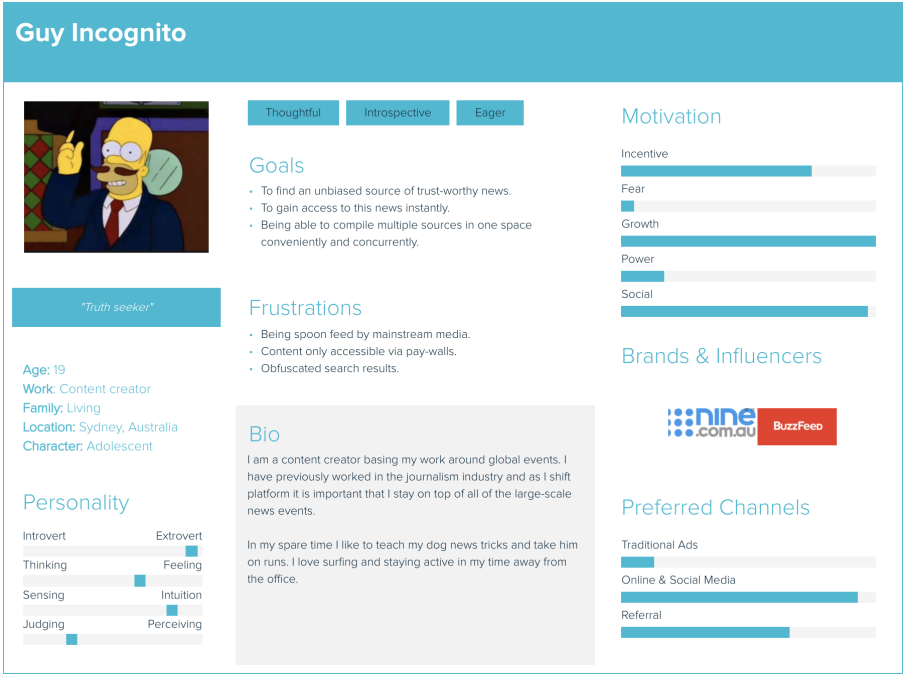 Guy Incognito
"Truth seeker"
Age: 19
Work: Content creator
Family: Living
Location: Sydney, Australia
Character: Adolescent
Personality
Introvert Extrovert
Thinking Feeling
Sensing Intuition
Judging Perceiving
Thoughtful Introspective Eager
Goals
• To find an unbiased source of trust-worthy news.
• To gain access to this news instantly.
• Being able to compile multiple sources in one space
conveniently and concurrently.
Frustrations
• Being spoon feed by mainstream media.
• Content only accessible via pay-walls.
• Obfuscated search results.
Bio
I am a content creator basing my work around global events. I
have previously worked in the journalism industry and as I shift
platform it is important that I stay on top of all of the large-scale
news events.
In my spare time I like to teach my dog news tricks and take him
on runs. I love surfing and staying active in my time away from
the office.
Motivation
Incentive
Fear
Growth
Power
Social
Brands & Influencers
nine
.com.au
BuzzFeed
Preferred Channels
Traditional Ads
Online & Social Media
Referral